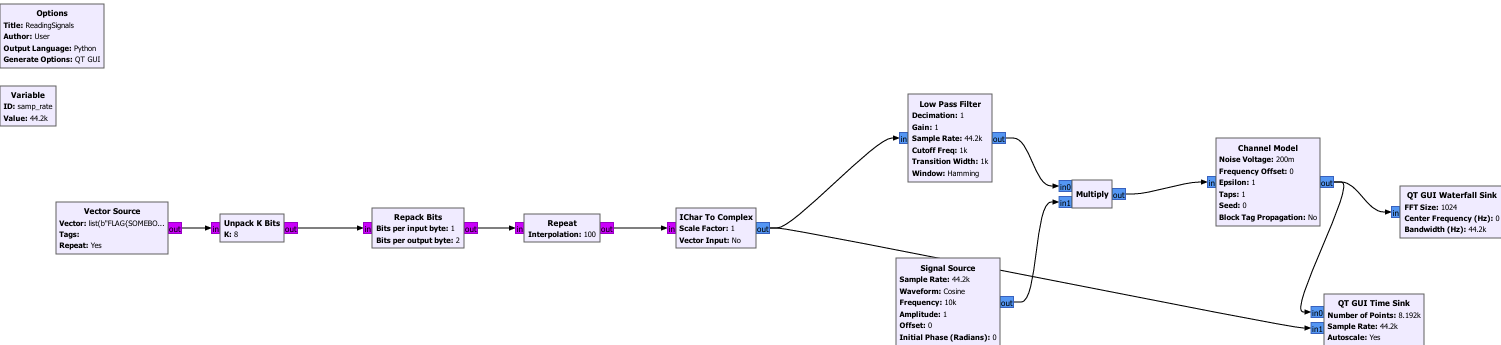 Options
Title: ReadingSignals
Author: User
Output Language: Python
Generate Options: QT GUI
Variable
ID: samp_rate
Value: 44.2k
Vector Source
Vector: list(b"FLAG{SOMEBO...
Tags:
Repeat: Yes
out
in
Unpack K Bits
K: 8
out
in
Repack Bits
Bits per input byte: 1
Bits per output byte: 2
out
in
Repeat
Interpolation: 100
out
in
IChar To Complex
Scale Factor: 1
Vector Input: No
out
in
Low Pass Filter
Decimation: 1
Gain: 1
Sample Rate: 44.2k
Cutoff Freq: 1k
Transition Width: 1k
Window: Hamming
out
Signal Source
Sample Rate: 44.2k
Waveform: Cosine
Frequency: 10k
Amplitude: 1
Offset: 0
Initial Phase (Radians): 0
out
in0
in1
Multiply
out
in
Channel Model
Noise Voltage: 200m
Frequency Offset: 0
Epsilon: 1
Taps: 1
Seed: 0
Block Tag Propagation: No
out
in
QT GUI Waterfall Sink
FFT Size: 1024
Center Frequency (Hz): 0
Bandwidth (Hz): 44.2k
in0
in1
QT GUI Time Sink
Number of Points: 8.192k
Sample Rate: 44.2k
Autoscale: Yes